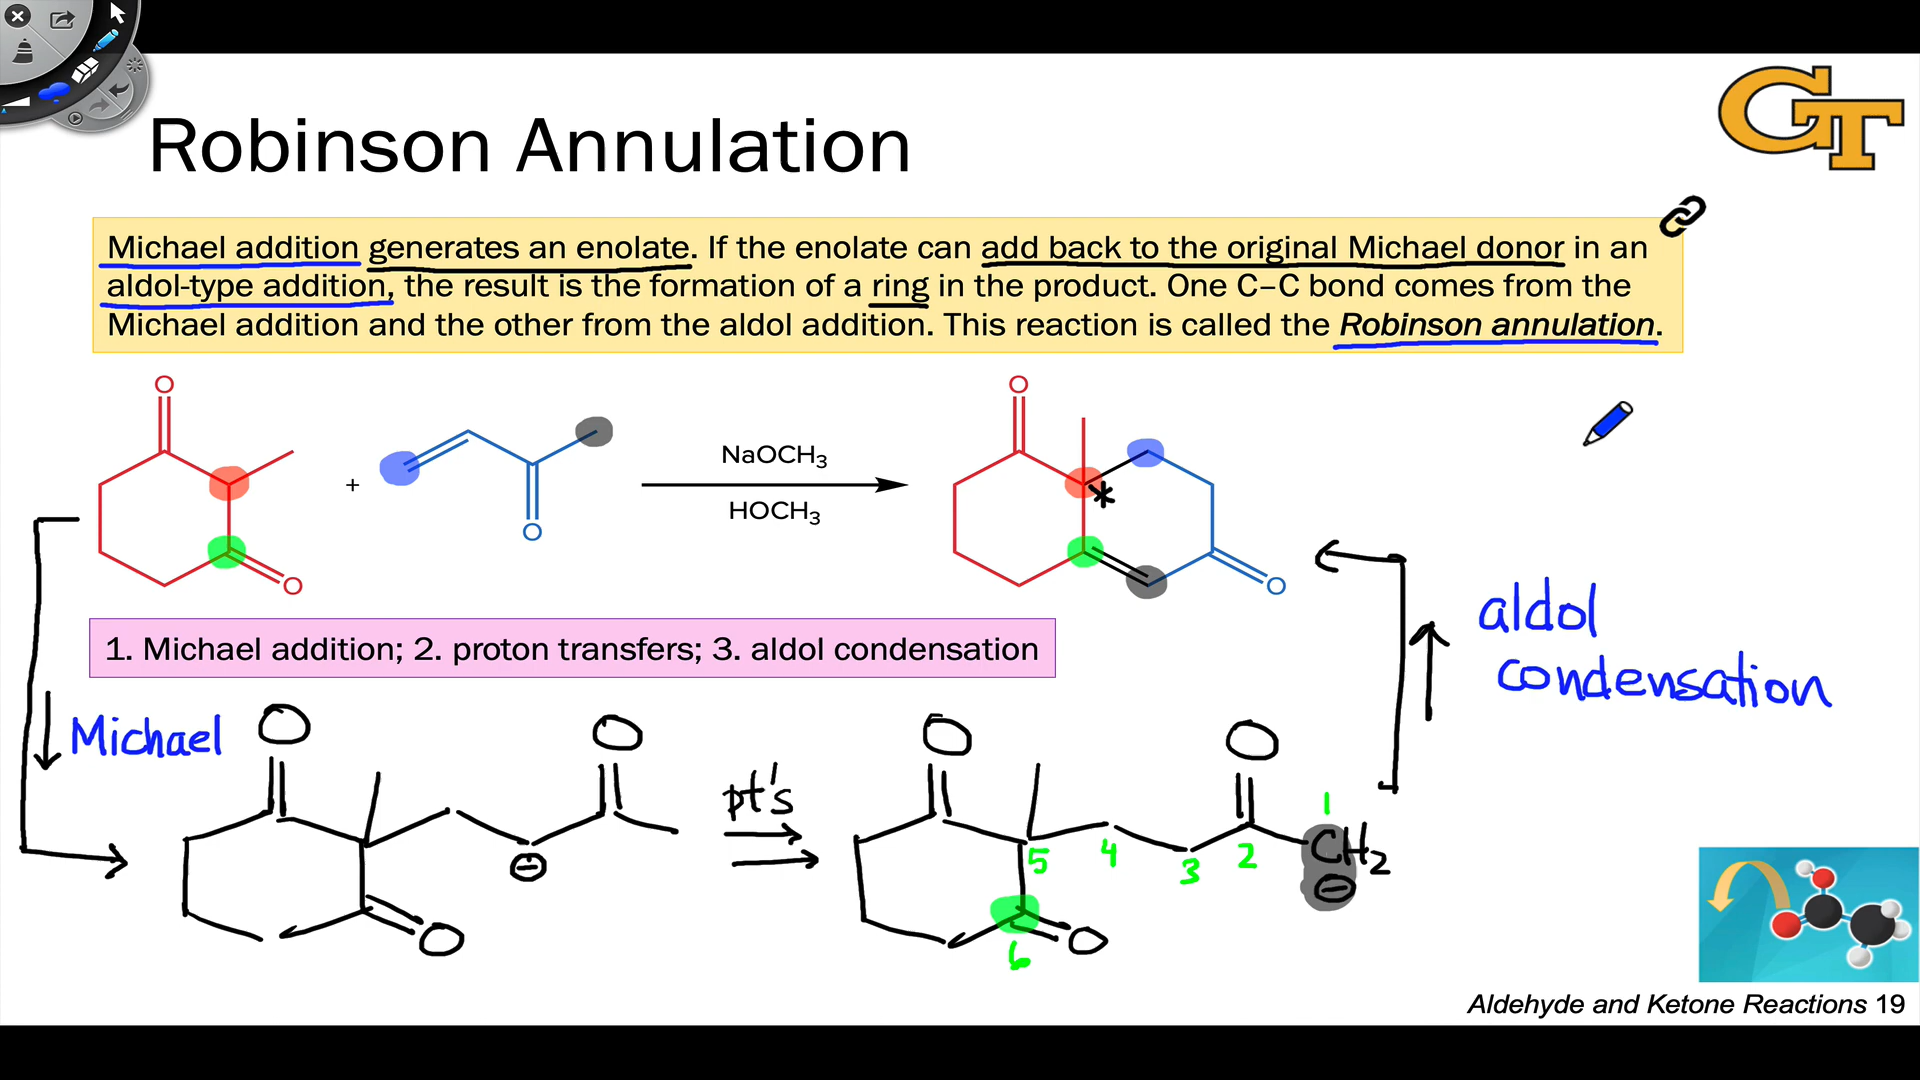 GT
Robinson Annulation
Michael addition generates an enolate. If the enolate can add back to the original Michael donor in an
aldol-type addition, the result is the formation of a ring in the product. One C–C bond comes from the
Michael addition and the other from the aldol addition. This reaction is called the Robinson annulation.
O
O
+
O
NaOCH3
HOCH3
O
*
O
aldol
condensation
1. Michael addition; 2. proton transfers; 3. aldol condensation
Michael
O
O
⊖
O
pt's
O
O
1
CH2
⊖
5
4
3
2
6
O
Aldehyde and Ketone Reactions 19